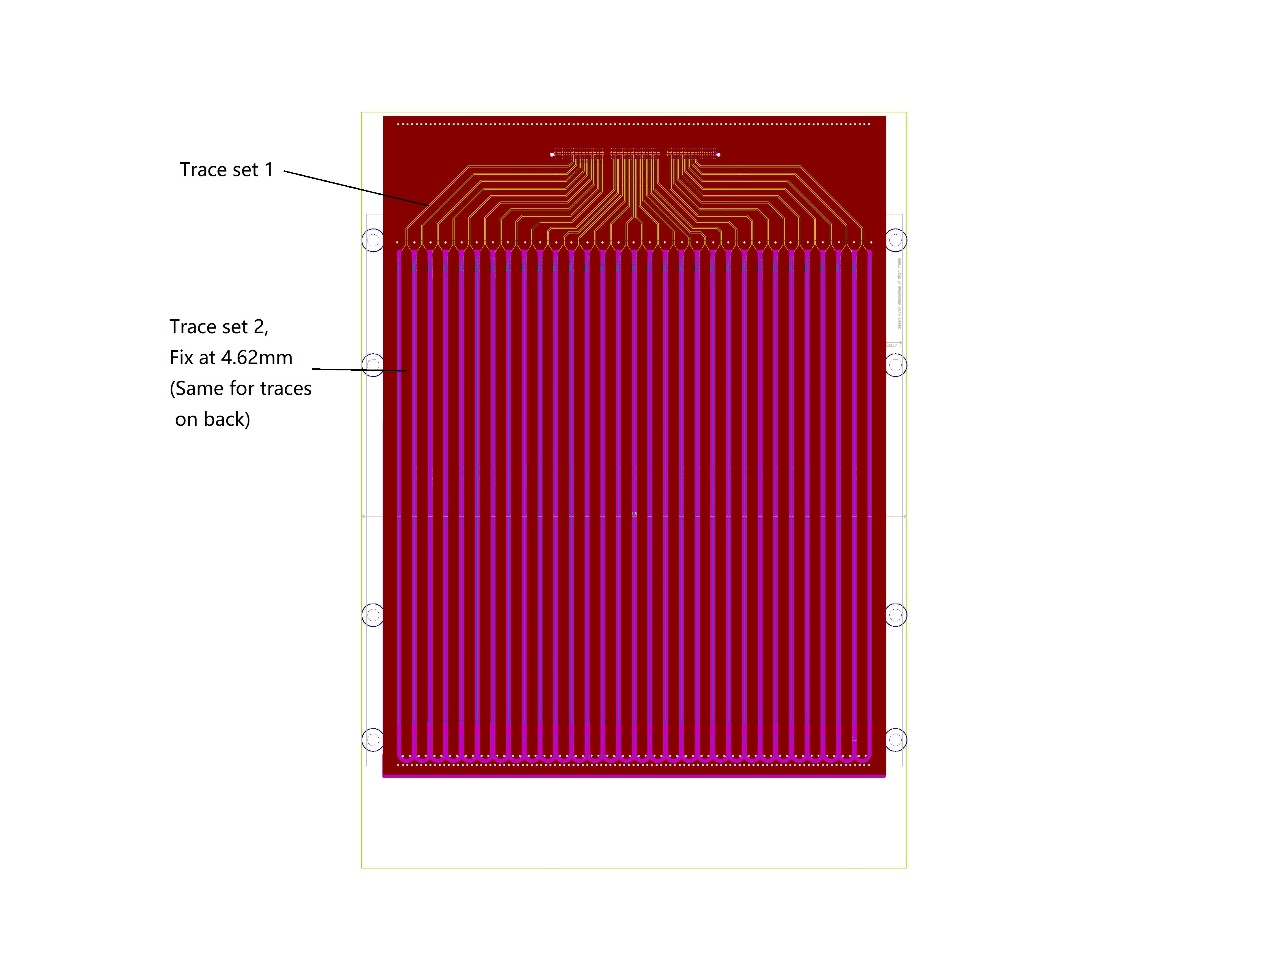 Trace set 1
Trace set 2,
Fix at 4.62mm
(Same for traces
on back)